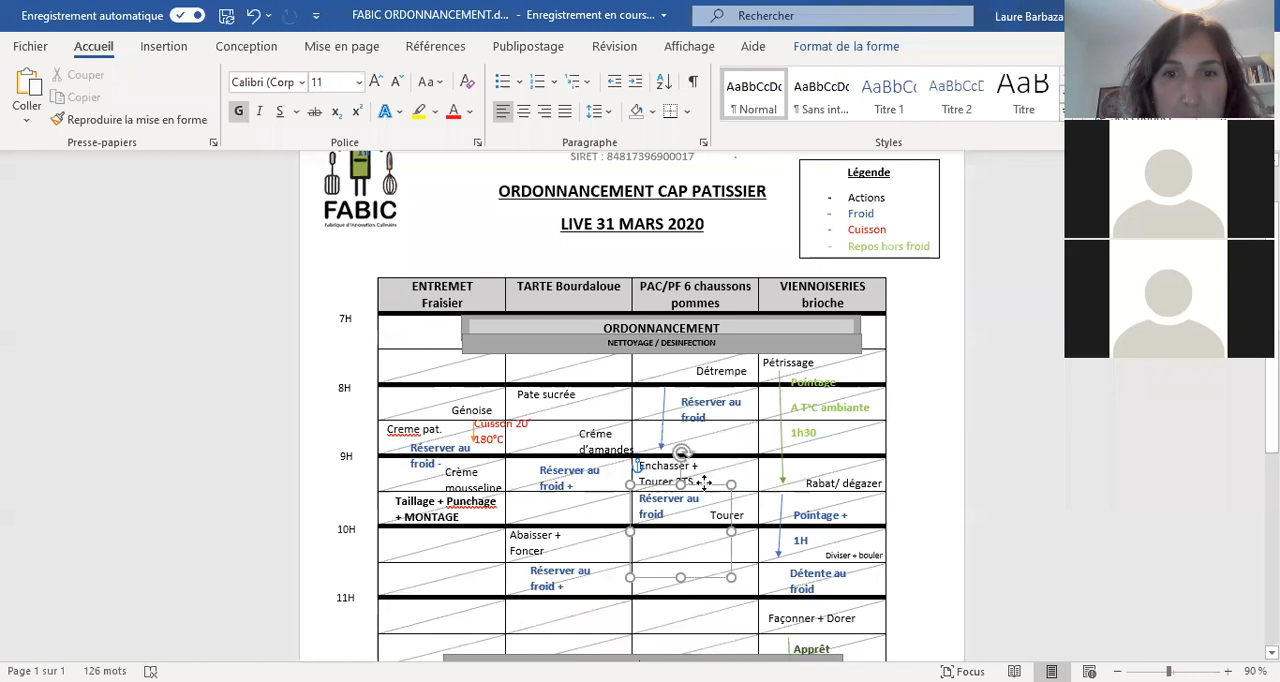 Enregistrement automatique
FABIC ORDONNANCEMENT.d... - Enregistrement en cours...
Rechercher
Laure Barbaza
Fichier Accueil Insertion Conception Mise en page Références Publipostage Révision Affichage Aide Format de la forme
Coller
Couper
Copier
Reproduire la mise en forme
Calibri (Corp 11
AaBbCcDc AaBbCcDc AaBbCc AaBbCcD AaB
¶ Normal ¶ Sans int... Titre 1 Titre 2 Titre
Presse-papiers Police Paragraphe Styles
SIRET : 84817396900017
FABIC
Fabrique d'Innovation Culinaire
ORDONNANCEMENT CAP PATISSIER
LIVE 31 MARS 2020
Légende
- Actions
- Froid
- Cuisson
- Repos hors froid
ENTREMET
Fraisier
TARTE Bourdaloue
PAC/PF 6 chaussons
pommes
VIENNOISERIES
brioche
7H
ORDONNANCEMENT
NETTOYAGE / DESINFECTION
Détrempe
Pétrissage
8H
Pate sucrée
Réserver au
froid
Pointage
A T°C ambiante
1h30
Génoise
Creme pat.
Cuisson 20'
180°C
Réserver au
froid -
Créme
d'amandes
9H
Crème
mousseline
Réserver au
froid +
Enchasser +
Tourer 2TS
Rabat/ dégazer
Taillage + Punchage
+ MONTAGE
Réserver au
froid
Tourer
Pointage +
1H
10H
Abaisser +
Foncer
Diviser + bouler
Réserver au
froid +
Détente au
froid
11H
Façonner + Dorer
Apprêt
Page 1 sur 1 126 mots
Focus
90 %